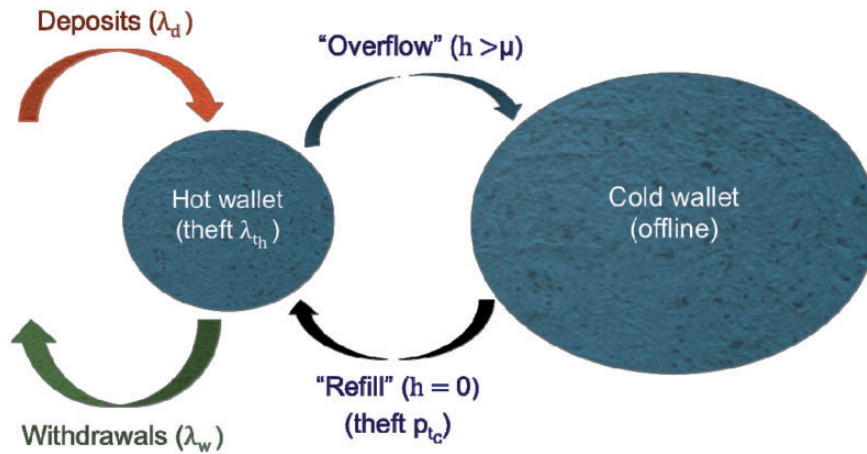 Deposits (λd)
“Overflow” (h >μ)
Hot wallet
(theft λth)
Cold wallet
(offline)
“Refill” (h = 0)
(theft ptc)
Withdrawals (λw)